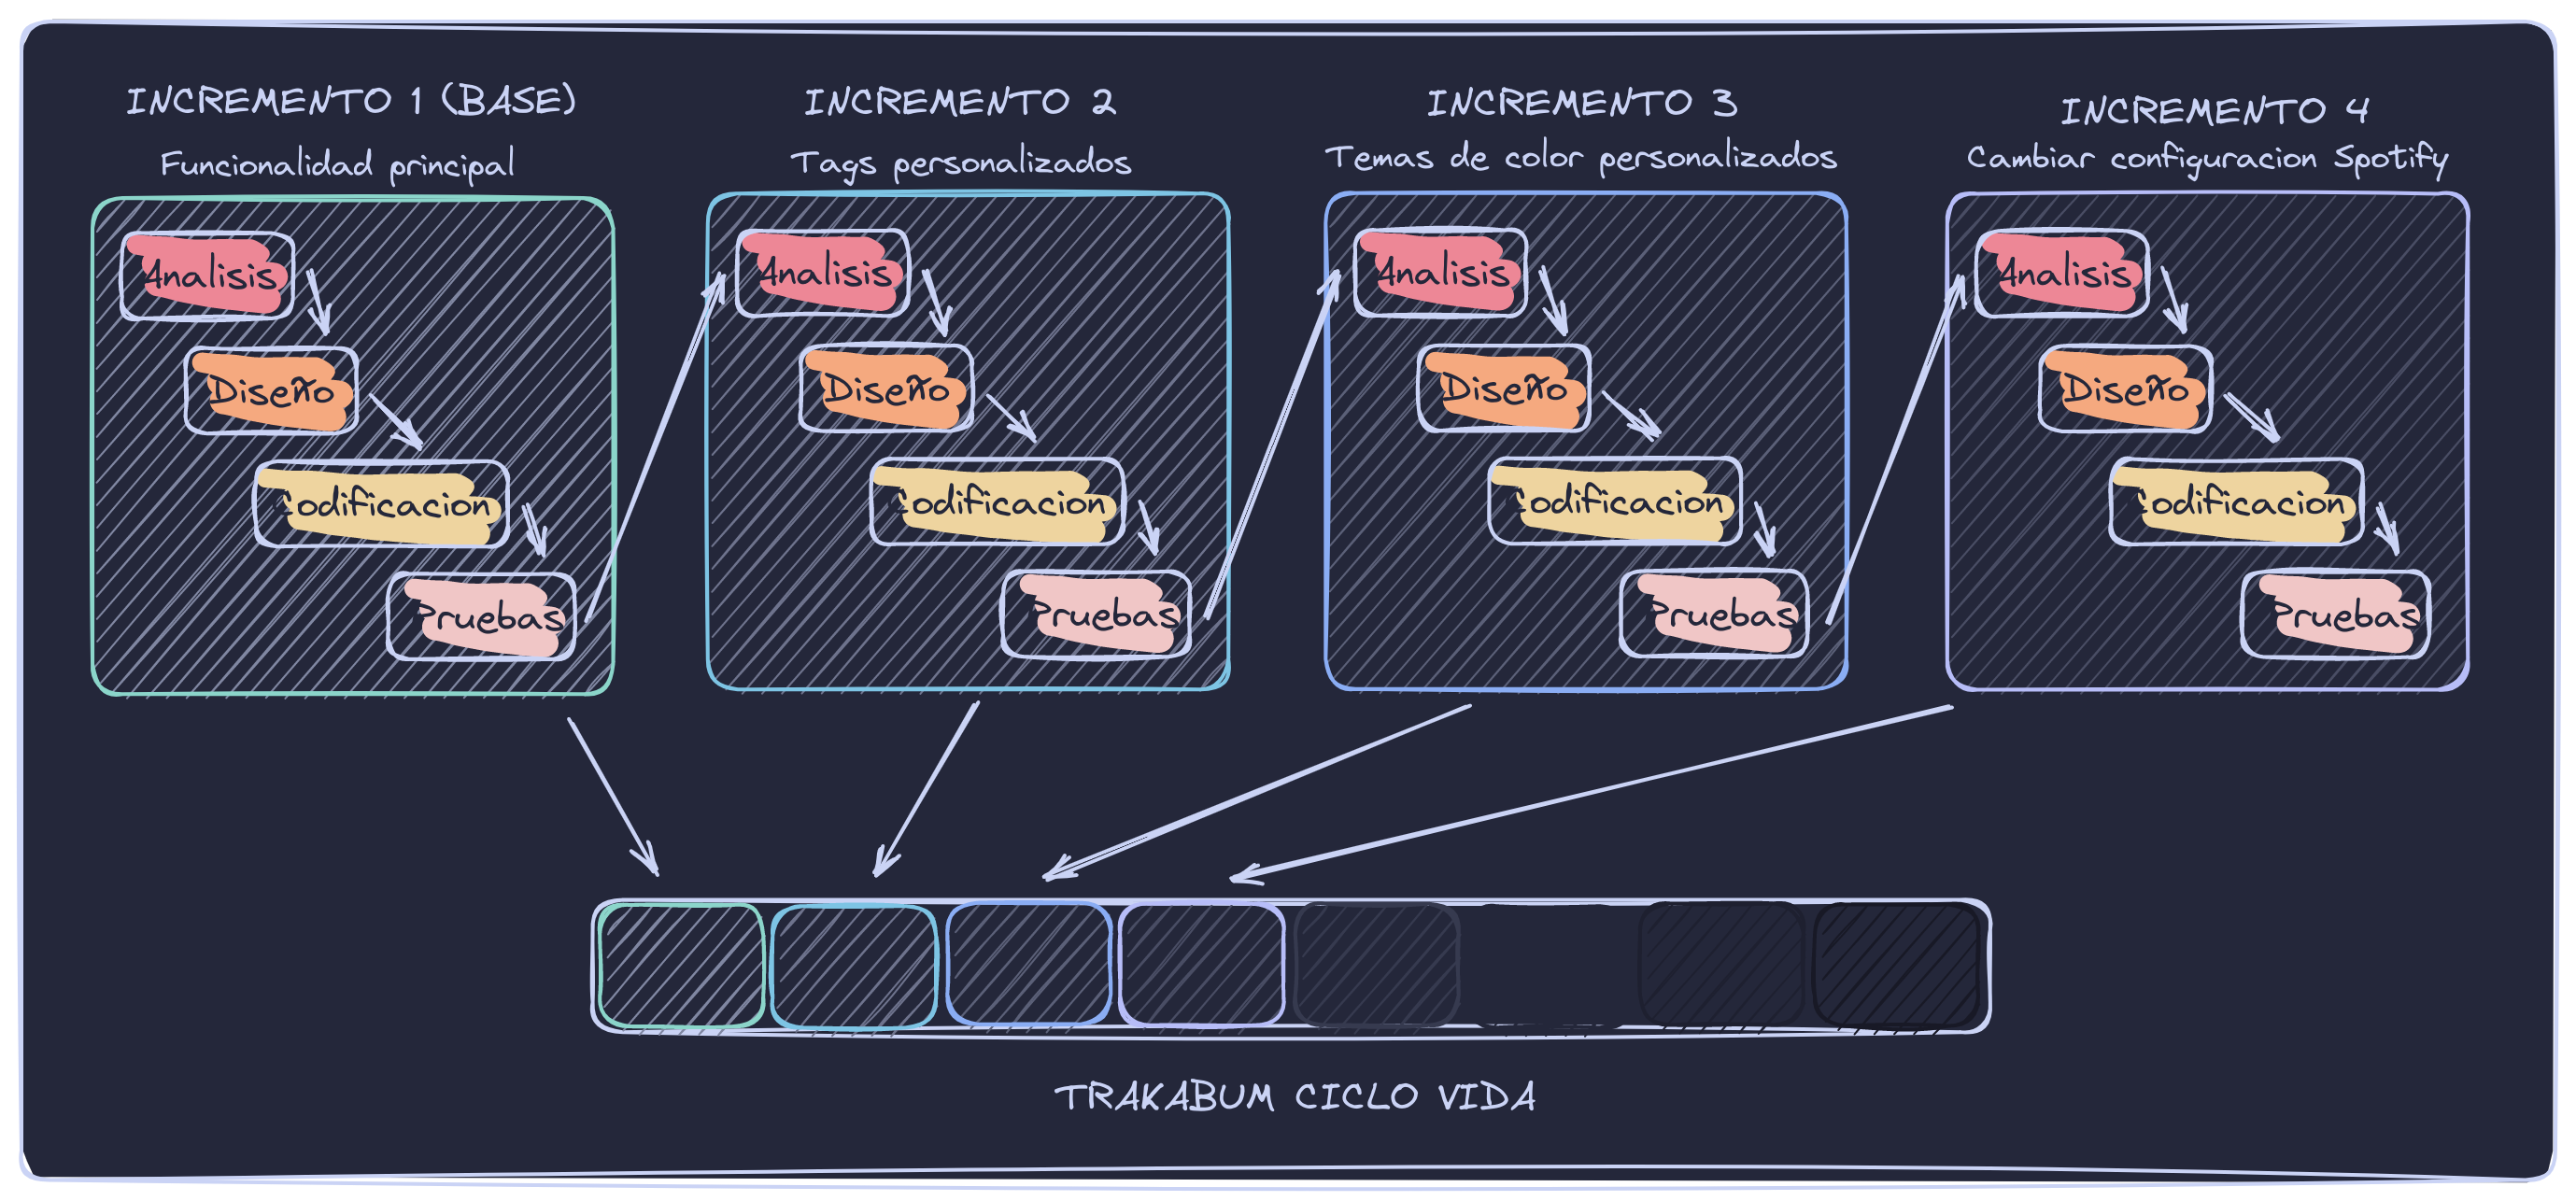 INCREMENTO 1 (BASE)
Funcionalidad principal
Analisis
Diseño
Codificacion
Pruebas
INCREMENTO 2
Tags personalizados
Analisis
Diseño
Codificacion
Pruebas
INCREMENTO 3
Temas de color personalizados
Analisis
Diseño
Codificacion
Pruebas
INCREMENTO 4
Cambiar configuracion Spotify
Analisis
Diseño
Codificacion
Pruebas
TRAKABUM CICLO VIDA